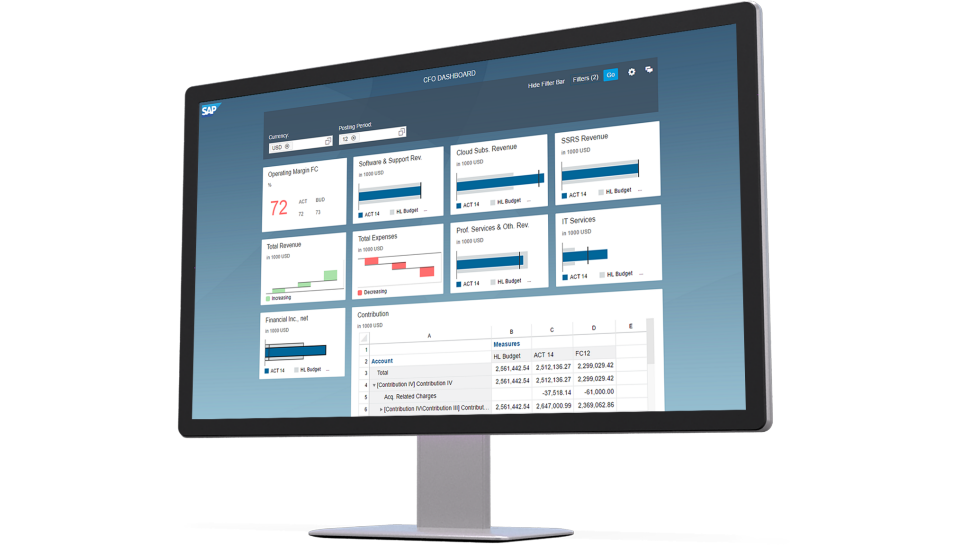 SAP
CFO DASHBOARD
Hide Filter Bar Filters (2) Go
Currency:
USD
Posting Period:
12
Operating Margin FC
%
72
ACT BUD
72 73
Software & Support Rev.
in 1000 USD
ACT 14 HL Budget ...
Cloud Subs. Revenue
in 1000 USD
ACT 14 HL Budget ...
SSRS Revenue
in 1000 USD
ACT 14 HL Budget ...
Total Revenue
in 1000 USD
Increasing
Total Expenses
in 1000 USD
Decreasing
Prof. Services & Oth. Rev.
in 1000 USD
ACT 14 HL Budget ...
IT Services
in 1000 USD
ACT 14 HL Budget ...
Financial Inc., net
in 1000 USD
ACT 14 HL Budget ...
Contribution
in 1000 USD
A B C D E
1 Measures
2 Account HL Budget ACT 14 FC12
3 Total 2,561,442.54 2,512,136.27 2,299,029.42
4 [Contribution IV] Contribution IV 2,561,442.54 2,512,136.27 2,299,029.42
5 Acq. Related Charges -37,518.14 -61,000.00
6 [Contribution IV\Contribution III] Contribut... 2,561,442.54 2,647,000.99 2,369,062.86